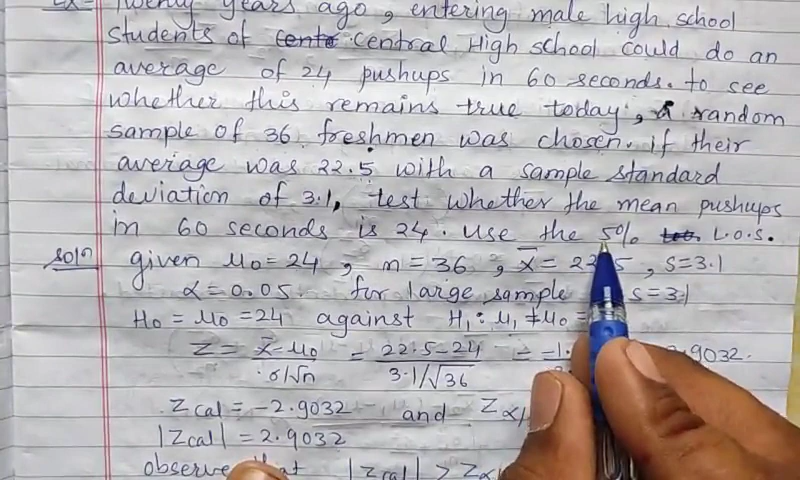 Twenty years ago, entering male high school
students of central High school could do an
average of 24 pushups in 60 seconds. to see
whether this remains true today, a random
sample of 36 freshmen was chosen. if their
average was 22.5 with a sample standard
deviation of 3.1, test whether the mean pushups
in 60 seconds is 24. use the 5% L.O.S.
soln given μ0=24, n=36, x̄=22.5, s=3.1
α=0.05. for large sample s=3.1
H0=μ0=24 against H1:μ1≠μ0=
Z= x̄-μ0/σ/√n = 22.5-24/3.1/√36 = -1. .9032.
Zcal=-2.9032 and Zα/
|Zcal|=2.9032
observe that |Zcal|>Zα